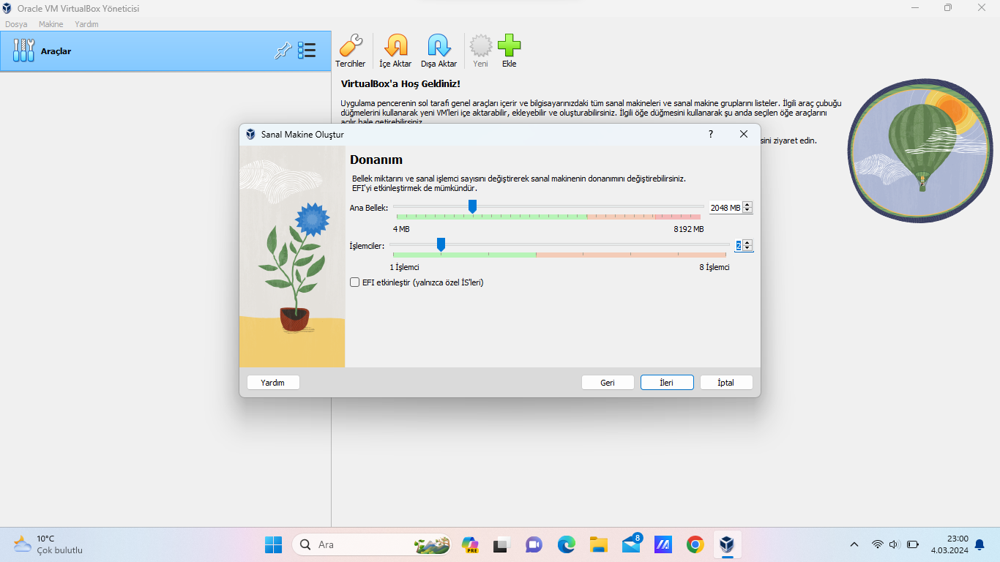 Oracle VM VirtualBox Yöneticisi
Dosya Makine Yardım
Araçlar
Tercihler İçe Aktar Dışa Aktar Yeni Ekle
VirtualBox'a Hoş Geldiniz!
Uygulama pencerenin sol tarafı genel araçları içerir ve bilgisayarınızdaki tüm sanal makineleri ve sanal makine gruplarını listeler. İlgili araç çubuğu
düğmelerini kullanarak yeni VM'leri içe aktarabilir, ekleyebilir ve oluşturabilirsiniz. İlgili öğe düğmesini kullanarak şu anda seçilen öğe araçlarını
açılır hale getirebilirsiniz.
sini ziyaret edin.
Sanal Makine Oluştur ?
Donanım
Bellek miktarını ve sanal işlemci sayısını değiştirerek sanal makinenin donanımını değiştirebilirsiniz.
EFI'yi etkinleştirmek de mümkündür.
Ana Bellek: 2048 MB
4 MB 8192 MB
İşlemciler: 2
1 İşlemci 8 İşlemci
EFI etkinleştir (yalnızca özel İS'leri)
Yardım Geri İleri İptal
10°C
Çok bulutlu
Ara
PRE
8
23:00
4.03.2024